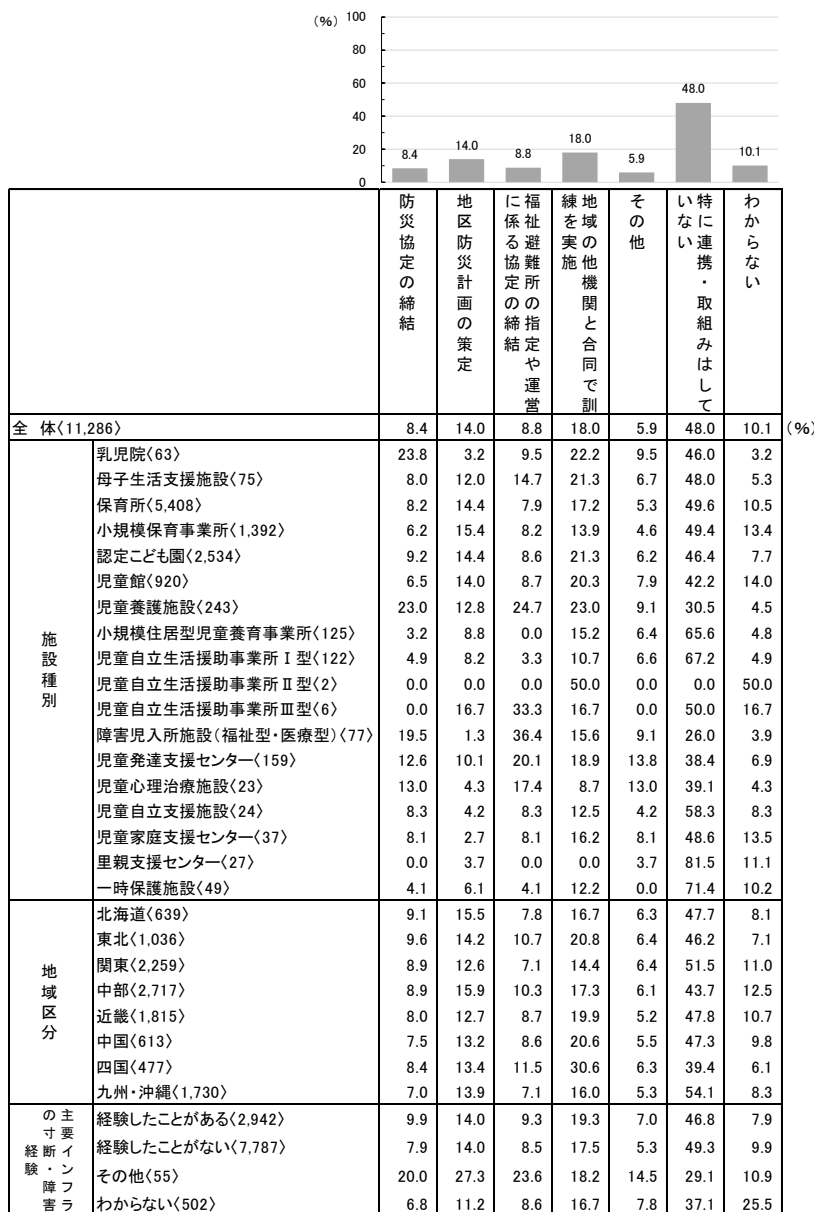 (%) 100
80
60
40
20
0
8.4 14.0 8.8 18.0 5.9 48.0 10.1
防災協定の締結
地区防災計画の策定
福祉避難所の指定や運営
に係る協定の締結
地域の他機関と合同で訓
練を実施
その他
特に連携・取組みはして
いない
わからない
全 体〈11,286〉 8.4 14.0 8.8 18.0 5.9 48.0 10.1 (%)
施設種別
乳児院〈63〉 23.8 3.2 9.5 22.2 9.5 46.0 3.2
母子生活支援施設〈75〉 8.0 12.0 14.7 21.3 6.7 48.0 5.3
保育所〈5,408〉 8.2 14.4 7.9 17.2 5.3 49.6 10.5
小規模保育事業所〈1,392〉 6.2 15.4 8.2 13.9 4.6 49.4 13.4
認定こども園〈2,534〉 9.2 14.4 8.6 21.3 6.2 46.4 7.7
児童館〈920〉 6.5 14.0 8.7 20.3 7.9 42.2 14.0
児童養護施設〈243〉 23.0 12.8 24.7 23.0 9.1 30.5 4.5
小規模住居型児童養育事業所〈125〉 3.2 8.8 0.0 15.2 6.4 65.6 4.8
児童自立生活援助事業所Ⅰ型〈122〉 4.9 8.2 3.3 10.7 6.6 67.2 4.9
児童自立生活援助事業所Ⅱ型〈2〉 0.0 0.0 0.0 50.0 0.0 0.0 50.0
児童自立生活援助事業所Ⅲ型〈6〉 0.0 16.7 33.3 16.7 0.0 50.0 16.7
障害児入所施設(福祉型・医療型)〈77〉 19.5 1.3 36.4 15.6 9.1 26.0 3.9
児童発達支援センター〈159〉 12.6 10.1 20.1 18.9 13.8 38.4 6.9
児童心理治療施設〈23〉 13.0 4.3 17.4 8.7 13.0 39.1 4.3
児童自立支援施設〈24〉 8.3 4.2 8.3 12.5 4.2 58.3 8.3
児童家庭支援センター〈37〉 8.1 2.7 8.1 16.2 8.1 48.6 13.5
里親支援センター〈27〉 0.0 3.7 0.0 0.0 3.7 81.5 11.1
一時保護施設〈49〉 4.1 6.1 4.1 12.2 0.0 71.4 10.2
地域区分
北海道〈639〉 9.1 15.5 7.8 16.7 6.3 47.7 8.1
東北〈1,036〉 9.6 14.2 10.7 20.8 6.4 46.2 7.1
関東〈2,259〉 8.9 12.6 7.1 14.4 6.4 51.5 11.0
中部〈2,717〉 8.9 15.9 10.3 17.3 6.1 43.7 12.5
近畿〈1,815〉 8.0 12.7 8.7 19.9 5.2 47.8 10.7
中国〈613〉 7.5 13.2 8.6 20.6 5.5 47.3 9.8
四国〈477〉 8.4 13.4 11.5 30.6 6.3 39.4 6.1
九州・沖縄〈1,730〉 7.0 13.9 7.1 16.0 5.3 54.1 8.3
主要インフラ
の寸断・障害
経験
経験したことがある〈2,942〉 9.9 14.0 9.3 19.3 7.0 46.8 7.9
経験したことがない〈7,787〉 7.9 14.0 8.5 17.5 5.3 49.3 9.9
その他〈55〉 20.0 27.3 23.6 18.2 14.5 29.1 10.9
わからない〈502〉 6.8 11.2 8.6 16.7 7.8 37.1 25.5